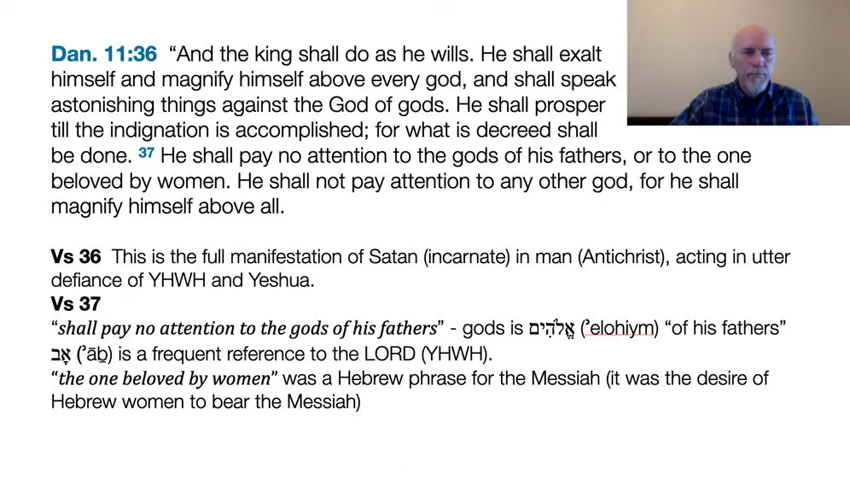 Dan. 11:36 “And the king shall do as he wills. He shall exalt
himself and magnify himself above every god, and shall speak
astonishing things against the God of gods. He shall prosper
till the indignation is accomplished; for what is decreed shall
be done. 37 He shall pay no attention to the gods of his fathers, or to the one
beloved by women. He shall not pay attention to any other god, for he shall
magnify himself above all.
Vs 36 This is the full manifestation of Satan (incarnate) in man (Antichrist), acting in utter
defiance of YHWH and Yeshua.
Vs 37
“shall pay no attention to the gods of his fathers” - gods is אֱלֹהִים (ʾelohiym) “of his fathers”
אָב (ʾāḇ) is a frequent reference to the LORD (YHWH).
“the one beloved by women” was a Hebrew phrase for the Messiah (it was the desire of
Hebrew women to bear the Messiah)